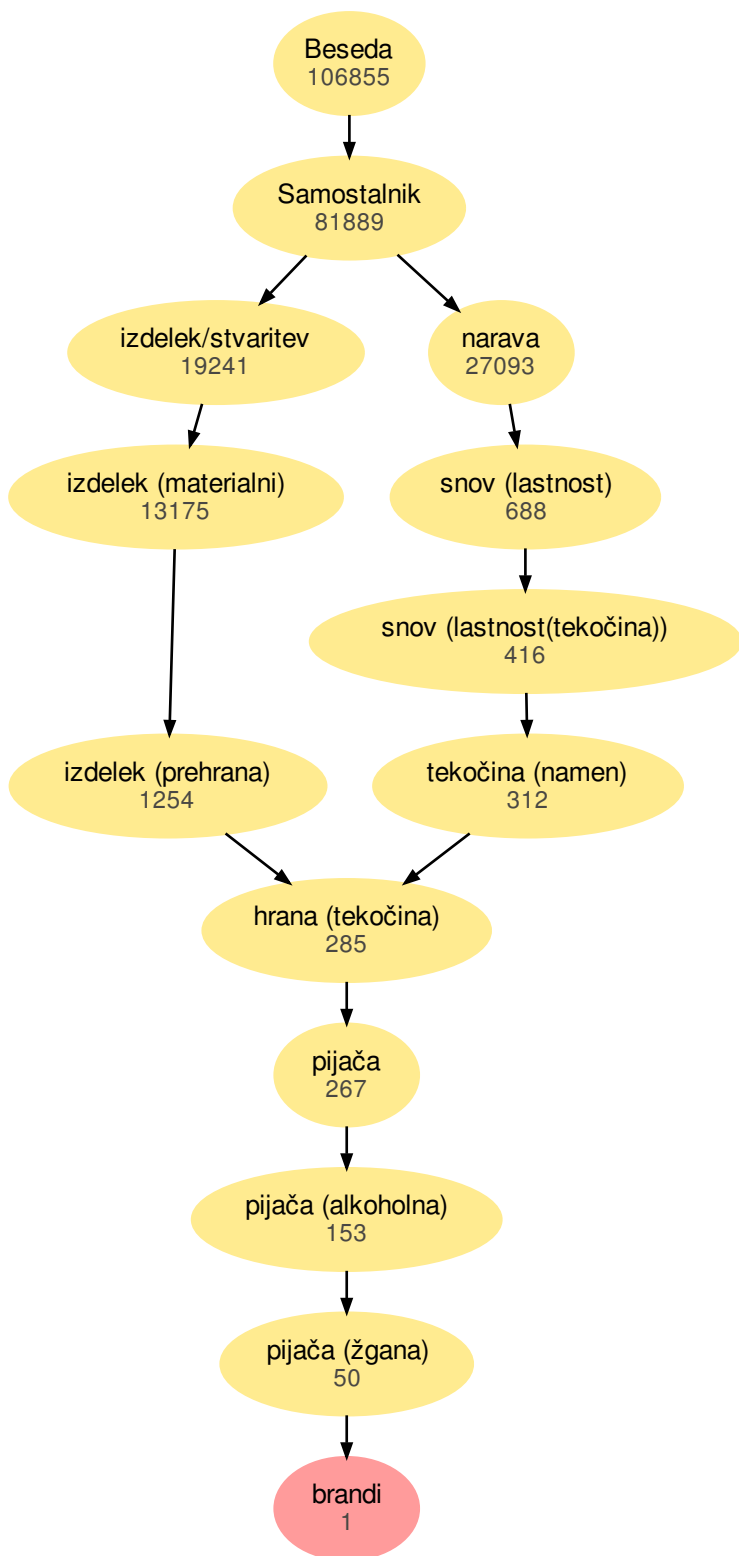 Beseda
106855
Samostalnik
81889
izdelek/stvaritev
19241
narava
27093
izdelek (materialni)
13175
snov (lastnost)
688
snov (lastnost(tekočina))
416
izdelek (prehrana)
1254
tekočina (namen)
312
hrana (tekočina)
285
pijača
267
pijača (alkoholna)
153
pijača (žgana)
50
brandi
1